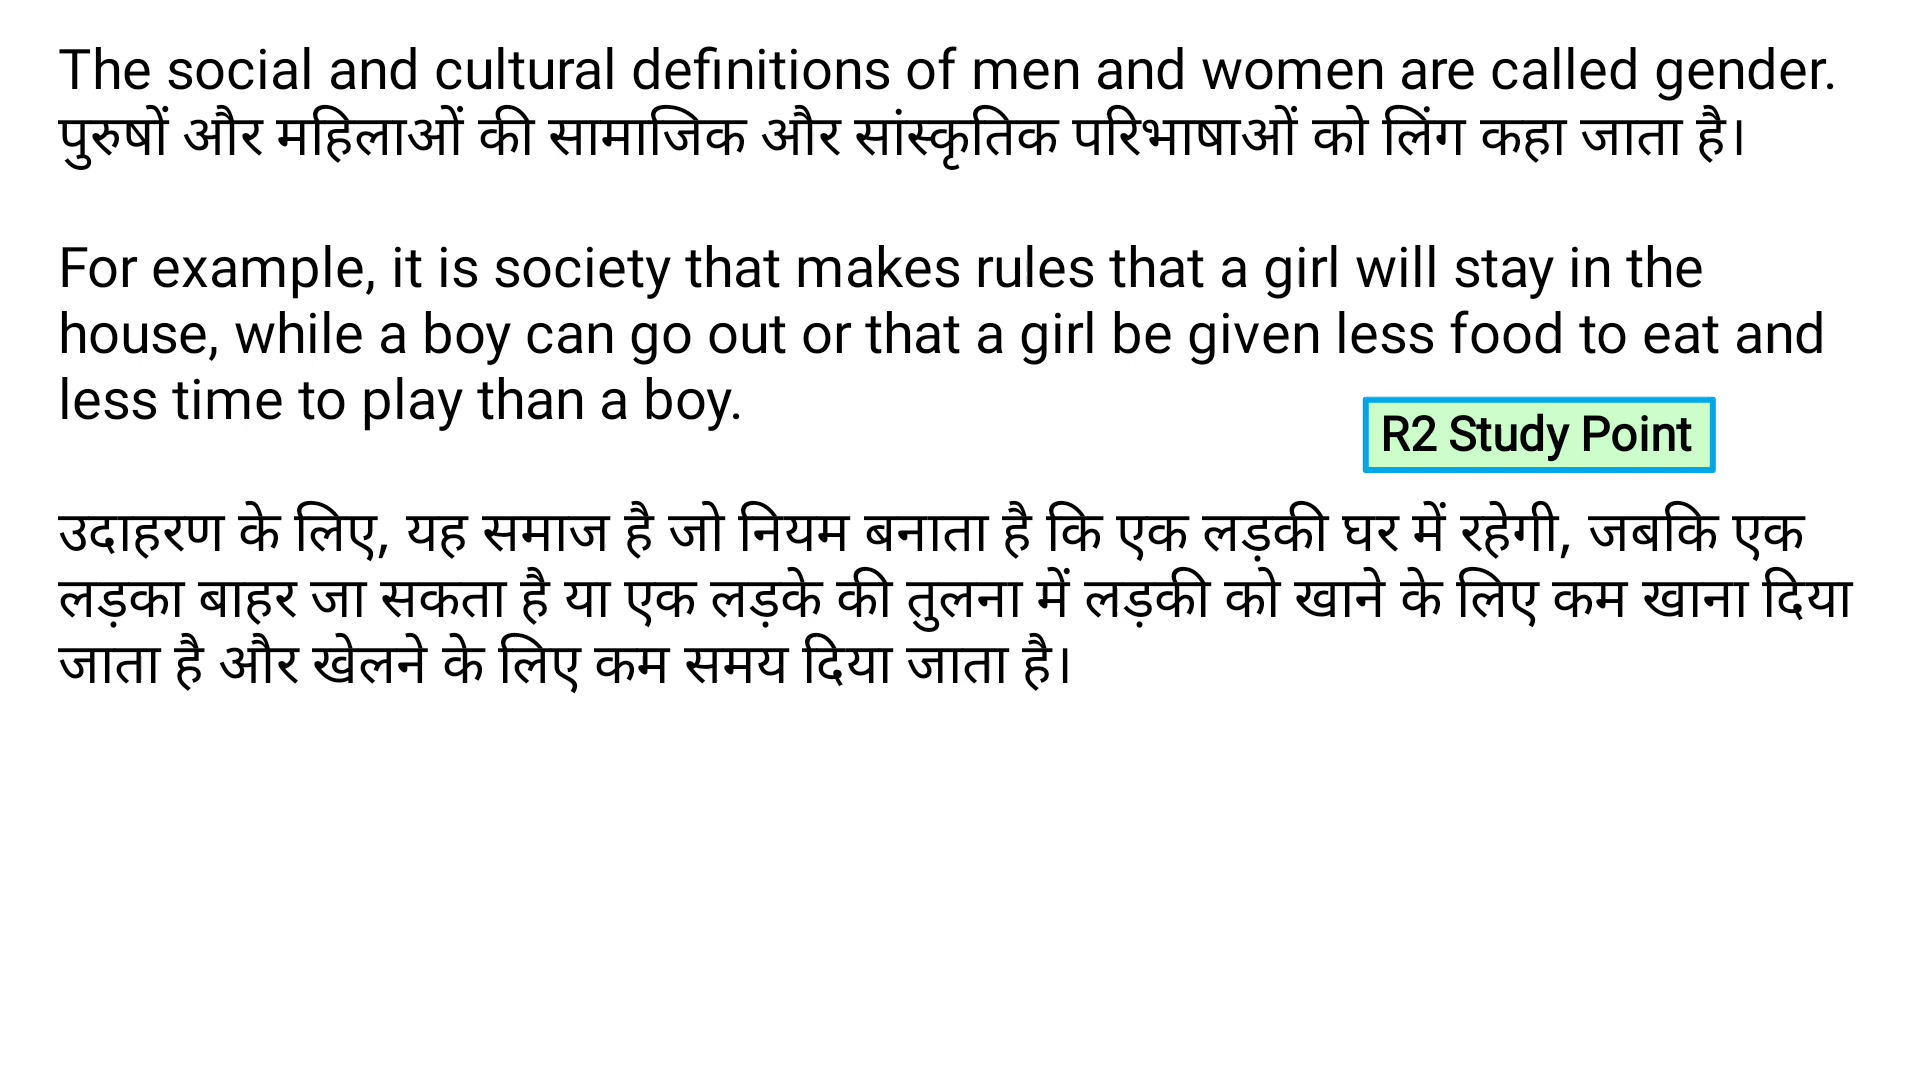 The social and cultural definitions of men and women are called gender.
पुरुषों और महिलाओं की सामाजिक और सांस्कृतिक परिभाषाओं को लिंग कहा जाता है।
For example, it is society that makes rules that a girl will stay in the
house, while a boy can go out or that a girl be given less food to eat and
less time to play than a boy.
R2 Study Point
उदाहरण के लिए, यह समाज है जो नियम बनाता है कि एक लड़की घर में रहेगी, जबकि एक
लड़का बाहर जा सकता है या एक लड़के की तुलना में लड़की को खाने के लिए कम खाना दिया
जाता है और खेलने के लिए कम समय दिया जाता है।